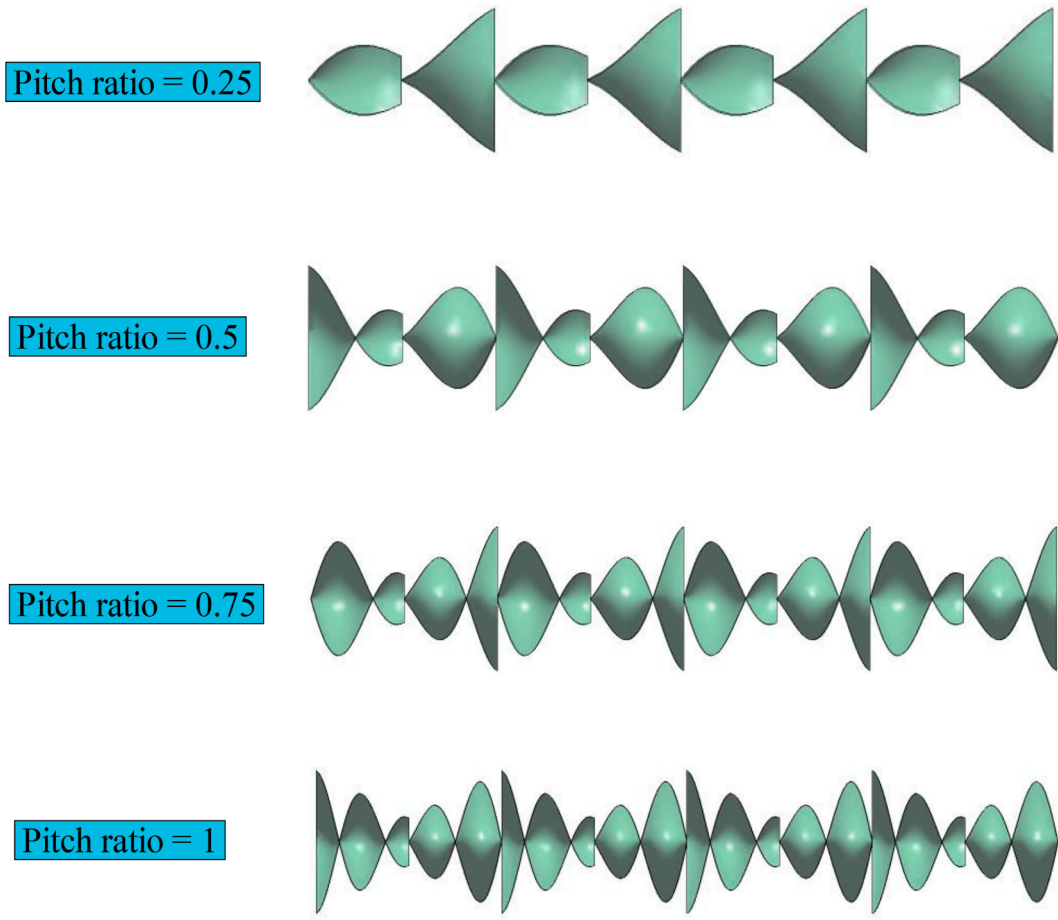 Pitch ratio = 0.25
Pitch ratio = 0.5
Pitch ratio = 0.75
Pitch ratio = 1